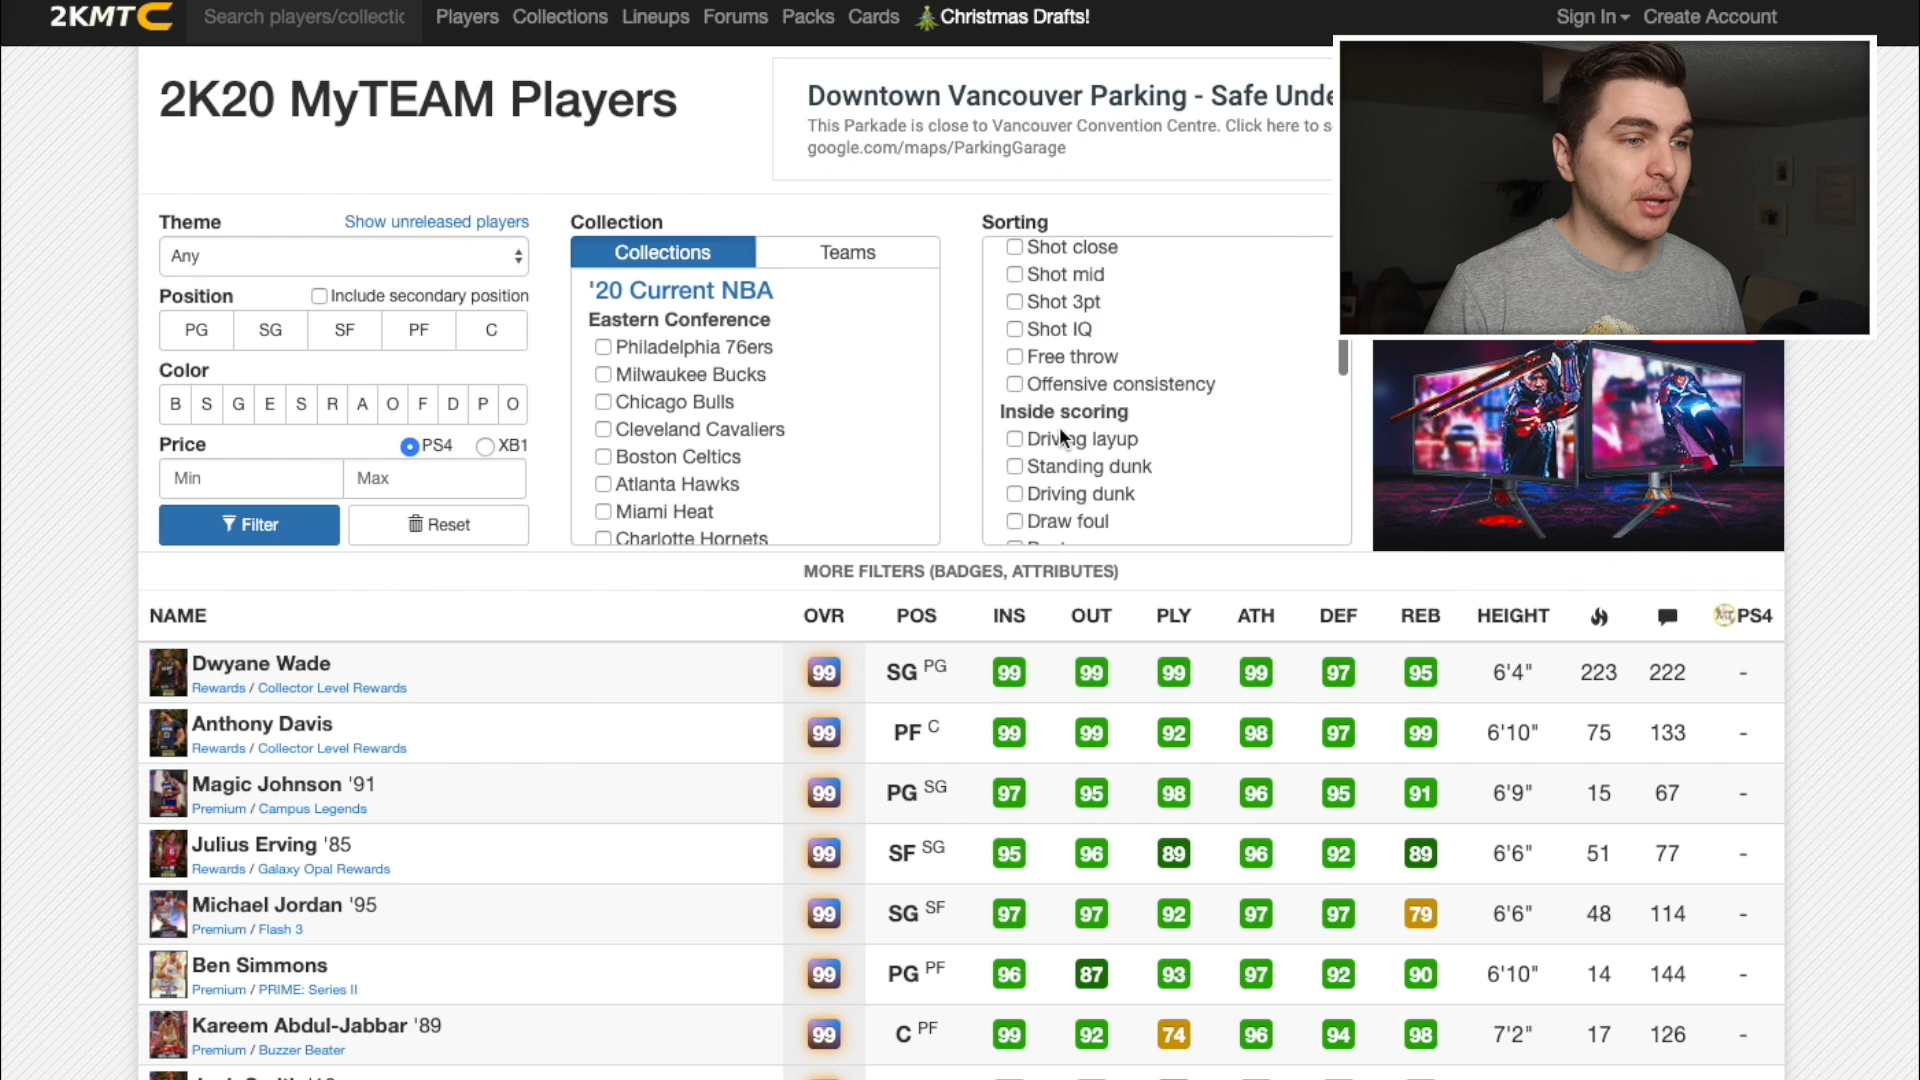 2KMTC Search players/collectic Players Collections Lineups Forums Packs Cards Christmas Drafts! Sign In Create Account
2K20 MyTEAM Players
Downtown Vancouver Parking - Safe Unde
This Parkade is close to Vancouver Convention Centre. Click here to s
google.com/maps/ParkingGarage
Theme Show unreleased players
Any
Position Include secondary position
PG SG SF PF C
Color
B S G E S R A O F D P O
Price PS4 XB1
Min Max
Filter Reset
Collection
Collections Teams
'20 Current NBA
Eastern Conference
Philadelphia 76ers
Milwaukee Bucks
Chicago Bulls
Cleveland Cavaliers
Boston Celtics
Atlanta Hawks
Miami Heat
Charlotte Hornets
Sorting
Shot close
Shot mid
Shot 3pt
Shot IQ
Free throw
Offensive consistency
Inside scoring
Driving layup
Standing dunk
Driving dunk
Draw foul
MORE FILTERS (BADGES, ATTRIBUTES)
NAME OVR POS INS OUT PLY ATH DEF REB HEIGHT PS4
Dwyane Wade 99 SG PG 99 99 99 99 97 95 6'4" 223 222 -
Rewards / Collector Level Rewards
Anthony Davis 99 PF C 99 99 92 98 97 99 6'10" 75 133 -
Rewards / Collector Level Rewards
Magic Johnson '91 99 PG SG 97 95 98 96 95 91 6'9" 15 67 -
Premium / Campus Legends
Julius Erving '85 99 SF SG 95 96 89 96 92 89 6'6" 51 77 -
Rewards / Galaxy Opal Rewards
Michael Jordan '95 99 SG SF 97 97 92 97 97 79 6'6" 48 114 -
Premium / Flash 3
Ben Simmons 99 PG PF 96 87 93 97 92 90 6'10" 14 144 -
Premium / PRIME: Series II
Kareem Abdul-Jabbar '89 99 C PF 99 92 74 96 94 98 7'2" 17 126 -
Premium / Buzzer Beater